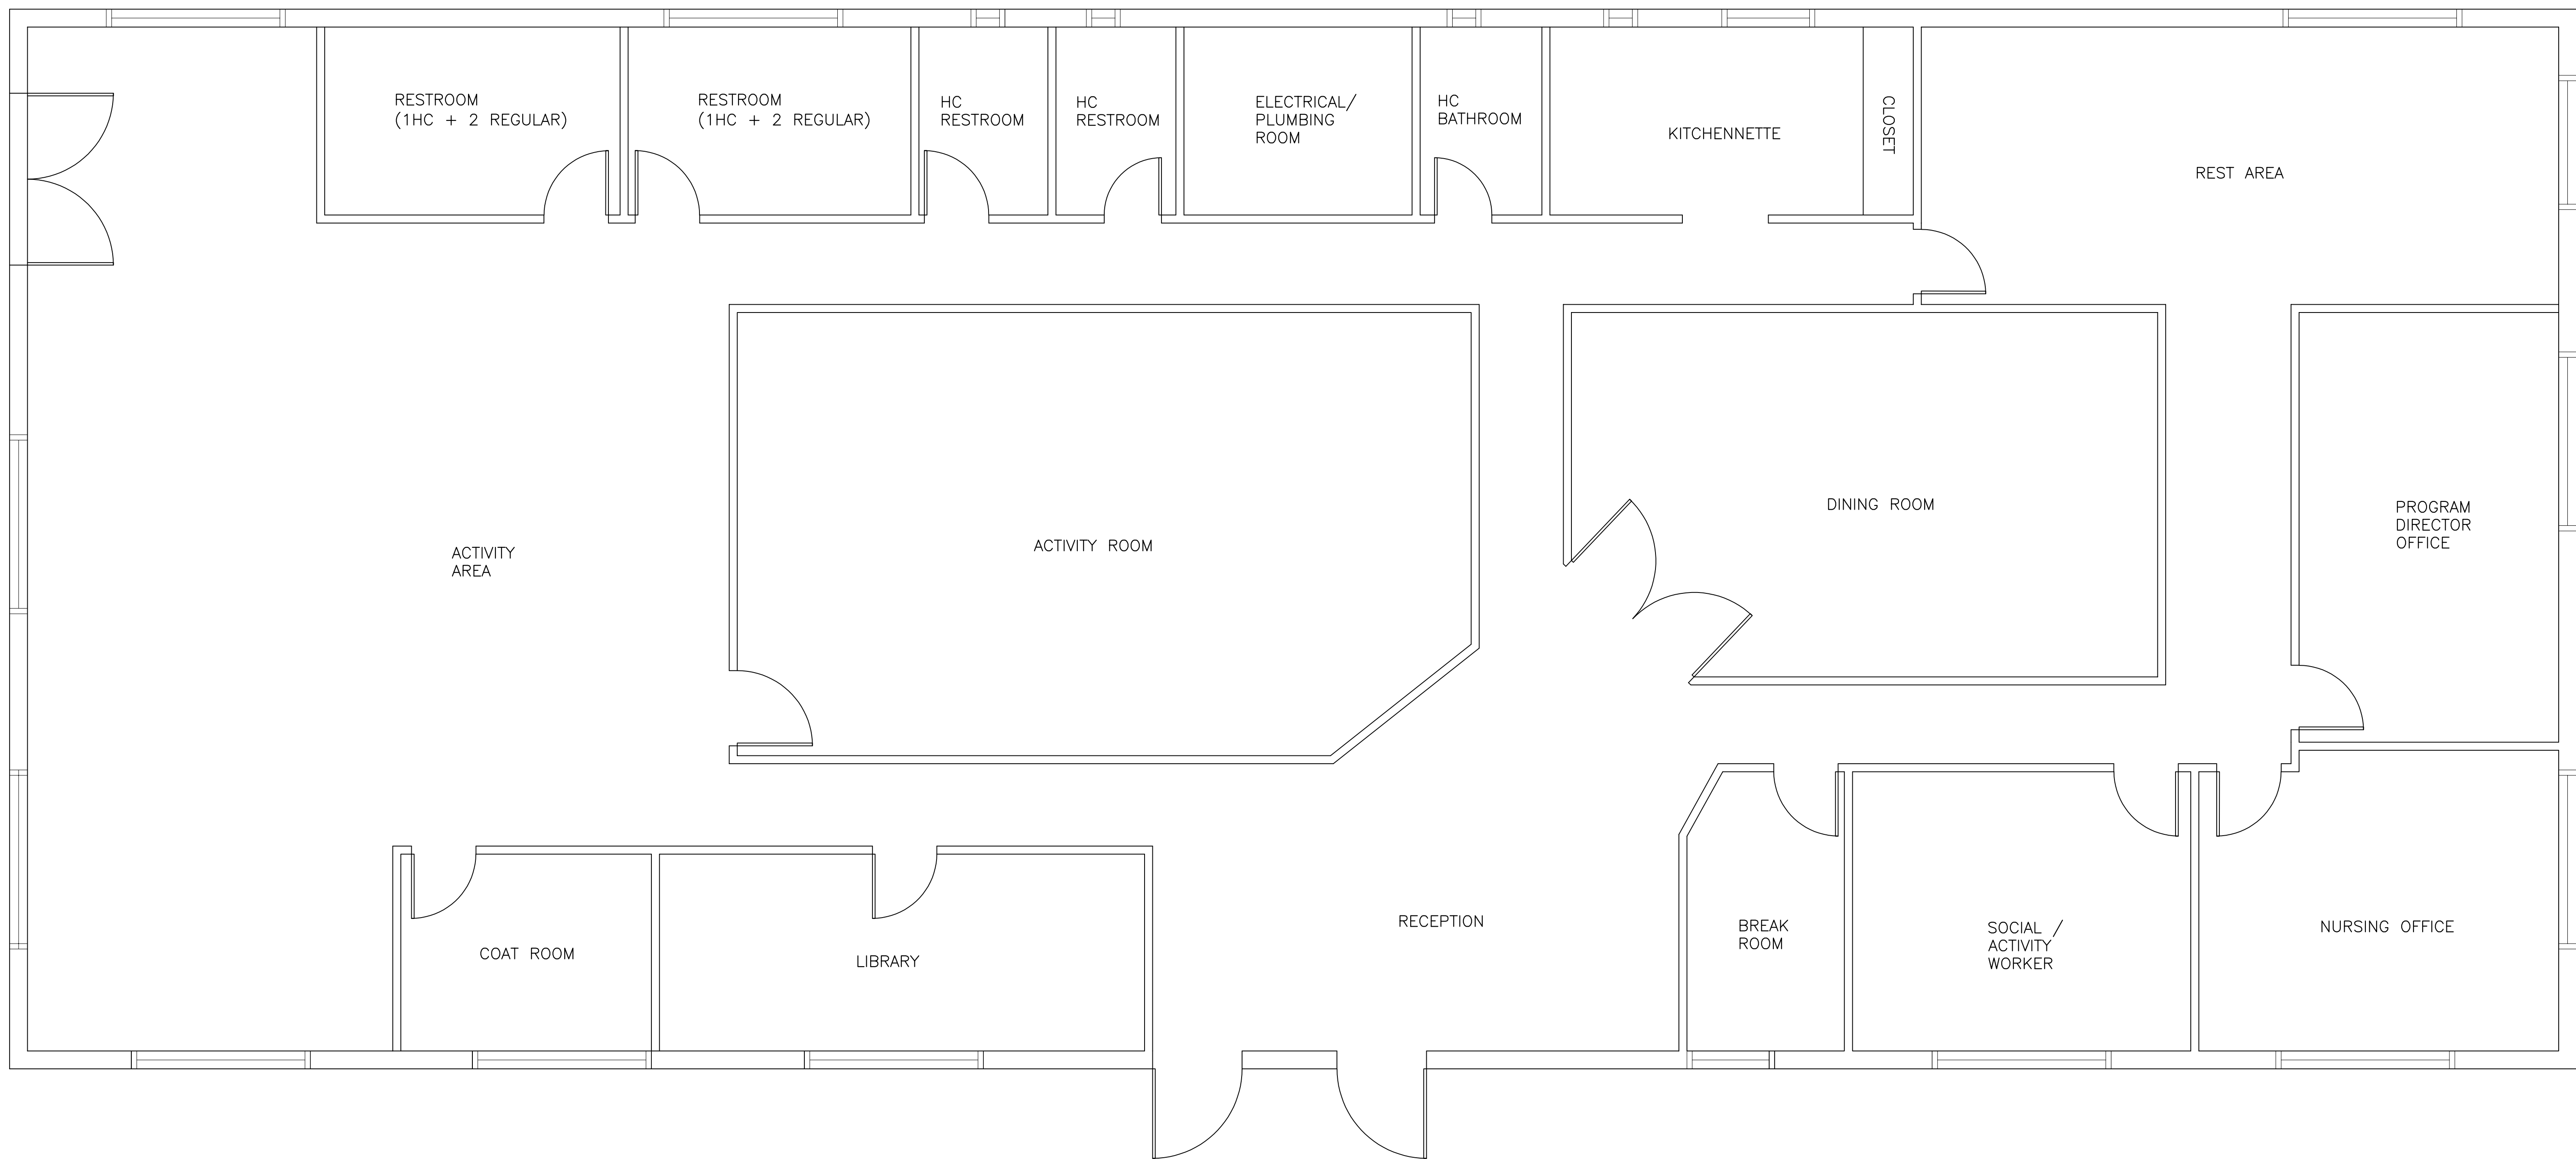 RESTROOM
(1HC + 2 REGULAR)
RESTROOM
(1HC + 2 REGULAR)
HC
RESTROOM
HC
RESTROOM
ELECTRICAL/
PLUMBING
ROOM
HC
BATHROOM
KITCHENNETTE
CLOSET
REST AREA
ACTIVITY
AREA
ACTIVITY ROOM
DINING ROOM
PROGRAM
DIRECTOR
OFFICE
COAT ROOM
LIBRARY
RECEPTION
BREAK
ROOM
SOCIAL /
ACTIVITY
WORKER
NURSING OFFICE